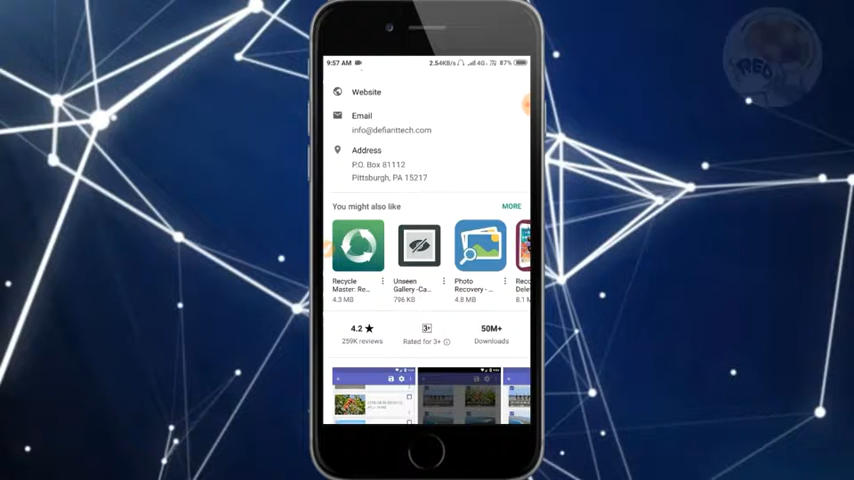 9:57 AM 2.54KB/s 4G 87%
RED
Website
Email
info@defianttech.com
Address
P.O. Box 81112
Pittsburgh, PA 15217
You might also like MORE
Recycle Unseen Photo Reco
Master: Re... Gallery -Ca... Recovery -... Delet
4.3 MB 796 KB 4.8 MB 8.1 M
4.2★ 3+ 50M+
259K reviews Rated for 3+ Downloads